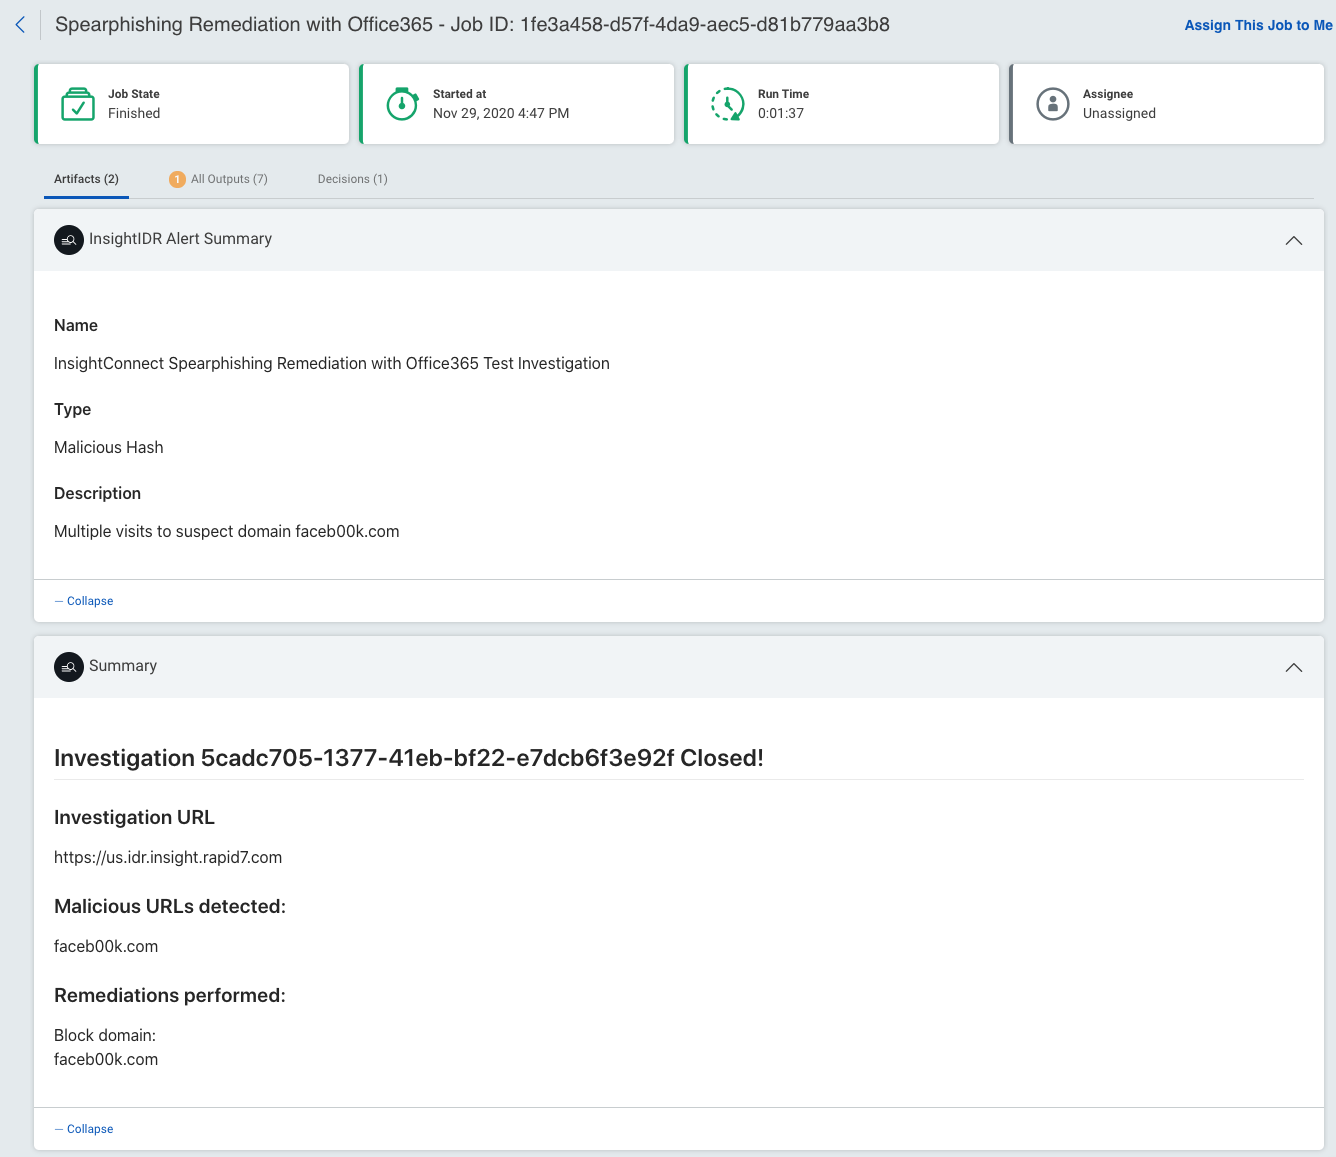 Spearphishing Remediation with Office365 - Job ID: 1fe3a458-d57f-4da9-aec5-d81b779aa3b8
Assign This Job to Me
Job State
Finished
Started at
Nov 29, 2020 4:47 PM
Run Time
0:01:37
Assignee
Unassigned
Artifacts (2)
1 All Outputs (7)
Decisions (1)
InsightIDR Alert Summary
Name
InsightConnect Spearphishing Remediation with Office365 Test Investigation
Type
Malicious Hash
Description
Multiple visits to suspect domain faceb00k.com
— Collapse
Summary
Investigation 5cadc705-1377-41eb-bf22-e7dcb6f3e92f Closed!
Investigation URL
https://us.idr.insight.rapid7.com
Malicious URLs detected:
faceb00k.com
Remediations performed:
Block domain:
faceb00k.com
— Collapse